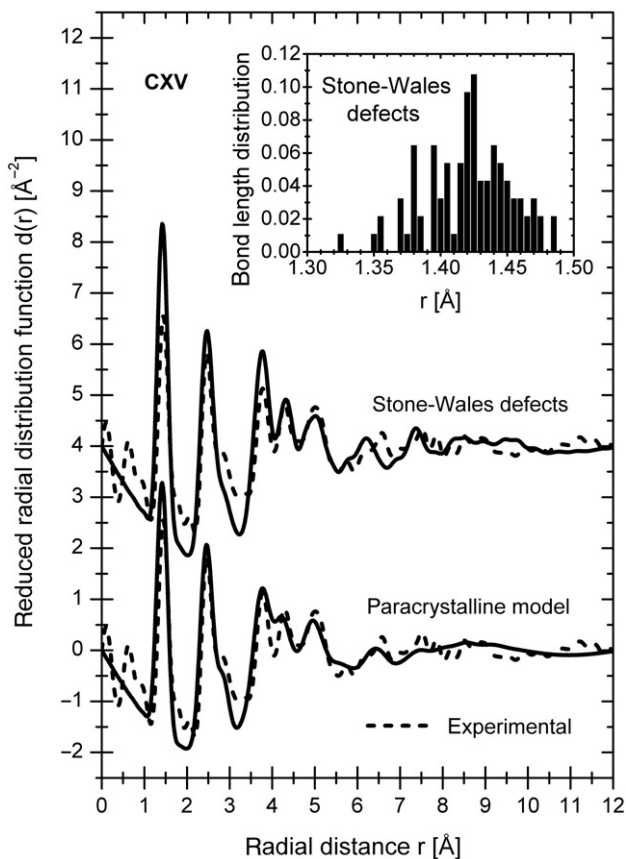 CXV
Stone-Wales
defects
Bond length distribution
0.12
0.10
0.08
0.06
0.04
0.02
0.00
1.30 1.35 1.40 1.45 1.50
r [Å]
Reduced radial distribution function d(r) [Å⁻²]
12
11
10
9
8
7
6
5
4
3
2
1
0
−1
−2
Stone-Wales defects
Paracrystalline model
Experimental
0 1 2 3 4 5 6 7 8 9 10 11 12
Radial distance r [Å]